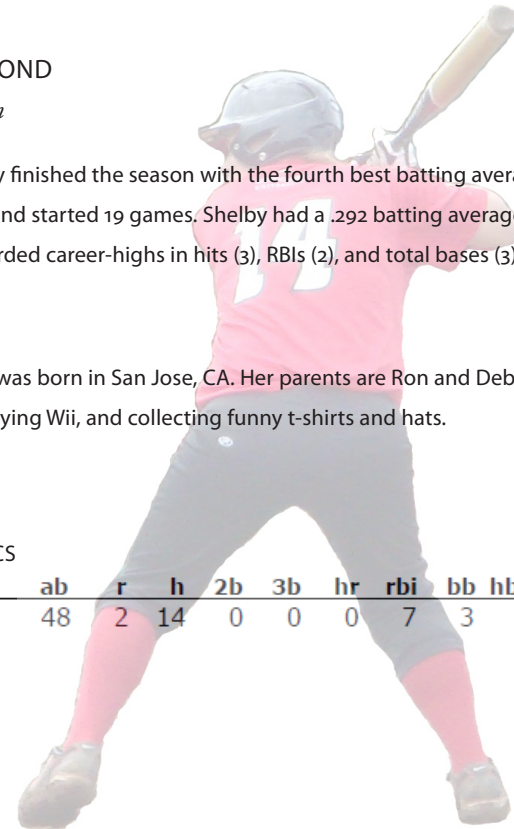 OND
n
y finished the season with the fourth best batting avera
nd started 19 games. Shelby had a .292 batting average
rded career-highs in hits (3), RBIs (2), and total bases (3)
was born in San Jose, CA. Her parents are Ron and Deb
ying Wii, and collecting funny t-shirts and hats.
CS
ab r h 2b 3b hr rbi bb hb
48 2 14 0 0 0 7 3
14